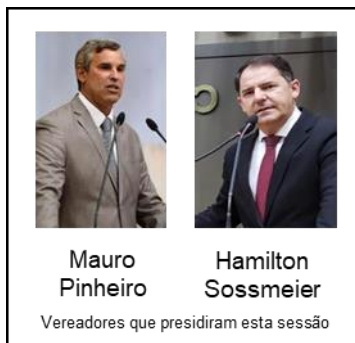 Mauro
Pinheiro
Hamilton
Sossmeier
Vereadores que presidiram esta sessão